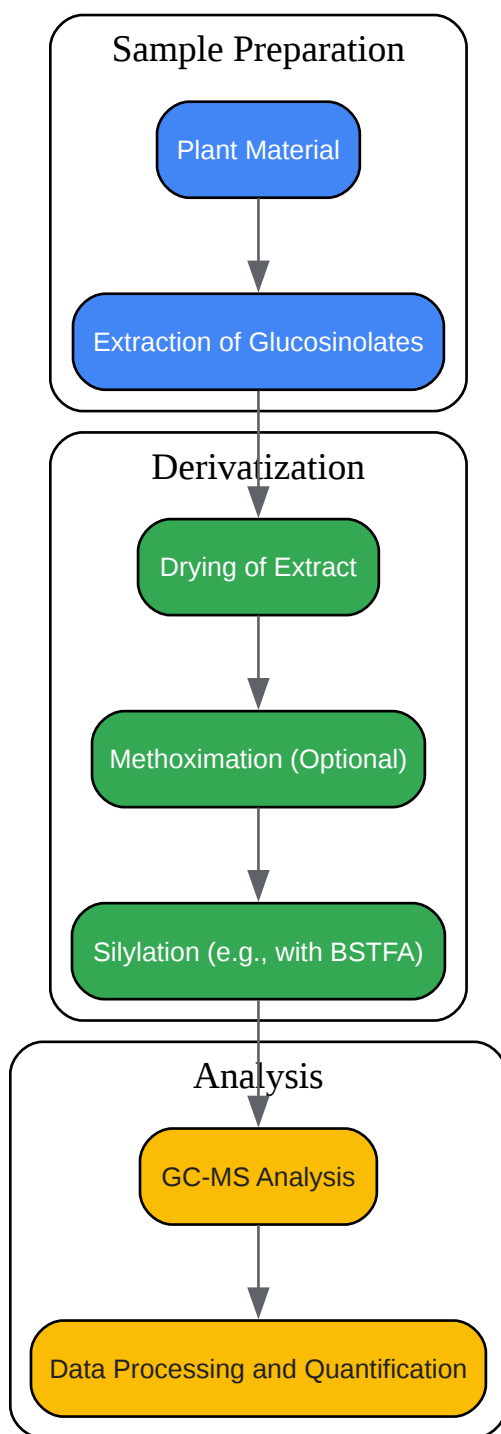 Sample Preparation
Plant Material
Extraction of Glucosinolates
Derivatization
Drying of Extract
Methoximation (Optional)
Silylation (e.g., with BSTFA)
Analysis
GC-MS Analysis
Data Processing and Quantification